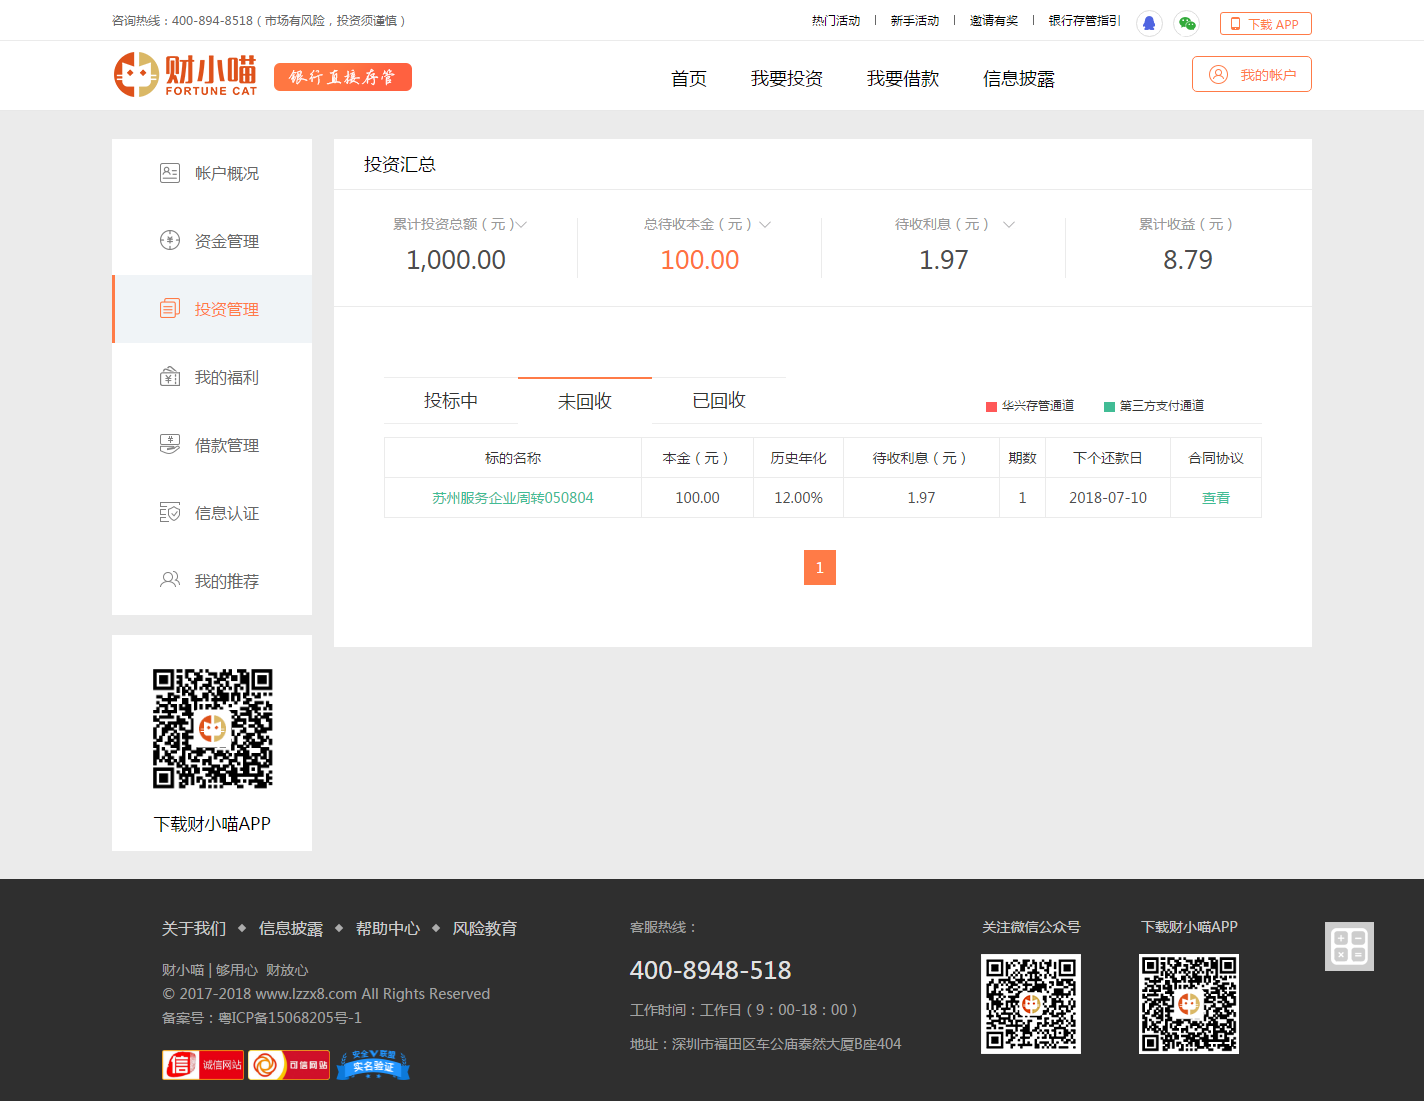 咨询热线：400-894-8518（市场有风险，投资须谨慎）
热门活动 | 新手活动 | 邀请有奖 | 银行存管指引
下载 APP
财小喵
FORTUNE CAT
银行直接存管
首页 我要投资 我要借款 信息披露
我的帐户
帐户概况
资金管理
投资管理
我的福利
借款管理
信息认证
我的推荐
下载财小喵APP
投资汇总
累计投资总额（元） 总待收本金（元） 待收利息（元） 累计收益（元）
1,000.00 100.00 1.97 8.79
投标中 未回收 已回收
华兴存管通道 第三方支付通道
标的名称 本金（元） 历史年化 待收利息（元） 期数 下个还款日 合同协议
苏州服务企业周转050804 100.00 12.00% 1.97 1 2018-07-10 查看
1
关于我们 ◆ 信息披露 ◆ 帮助中心 ◆ 风险教育
财小喵 | 够用心 财放心
© 2017-2018 www.lzzx8.com All Rights Reserved
备案号：粤ICP备15068205号-1
信 诚信网站
可信网站
安全V联盟
实名验证
客服热线：
400-8948-518
工作时间：工作日（9：00-18：00）
地址：深圳市福田区车公庙泰然大厦B座404
关注微信公众号
下载财小喵APP